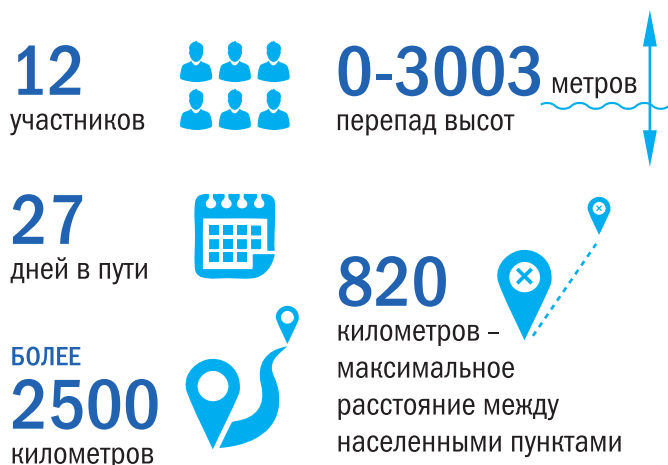 12
участников
27
дней в пути
БОЛЕЕ
2500
километров
0-3003 метров
перепад высот
820
километров –
максимальное
расстояние между
населенными пунктами